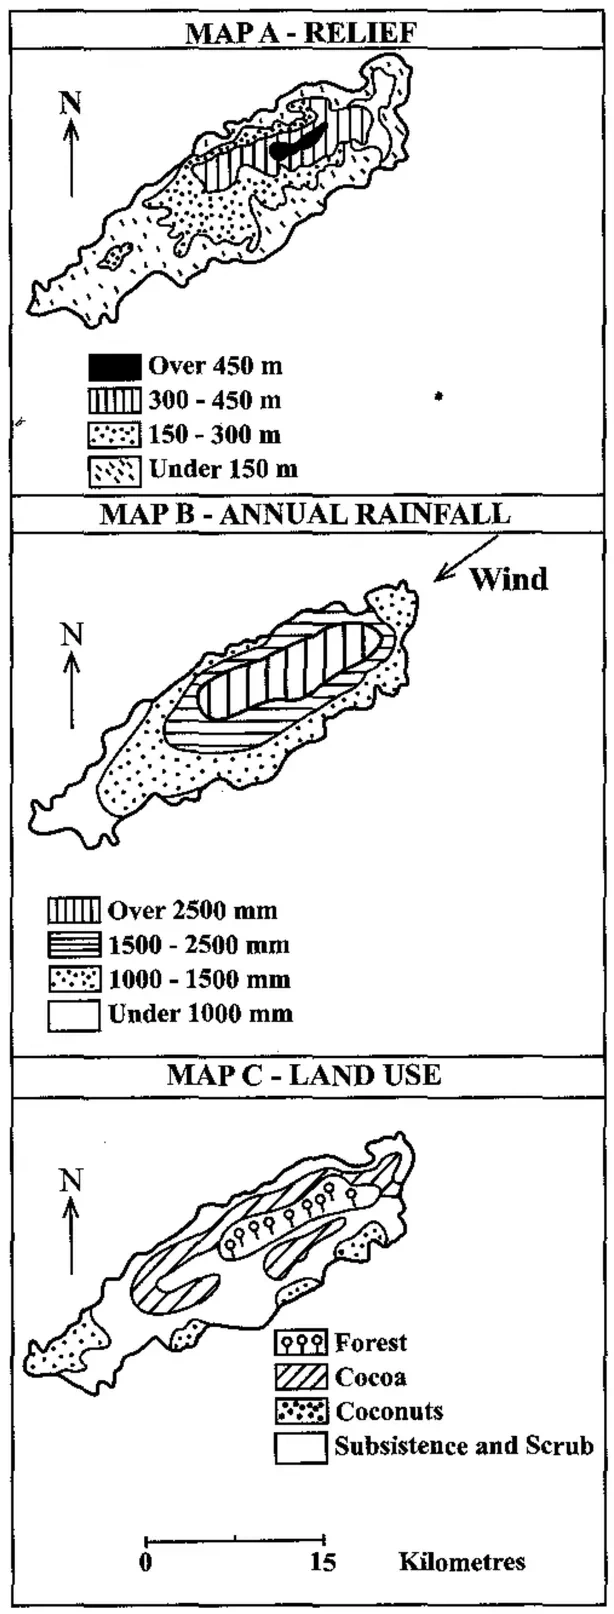 MAP A - RELIEF
N
Over 450 m
300 - 450 m
150 - 300 m
Under 150 m
MAP B - ANNUAL RAINFALL
Wind
N
Over 2500 mm
1500 - 2500 mm
1000 - 1500 mm
Under 1000 mm
MAP C - LAND USE
N
Forest
Cocoa
Coconuts
Subsistence and Scrub
0 15 Kilometres